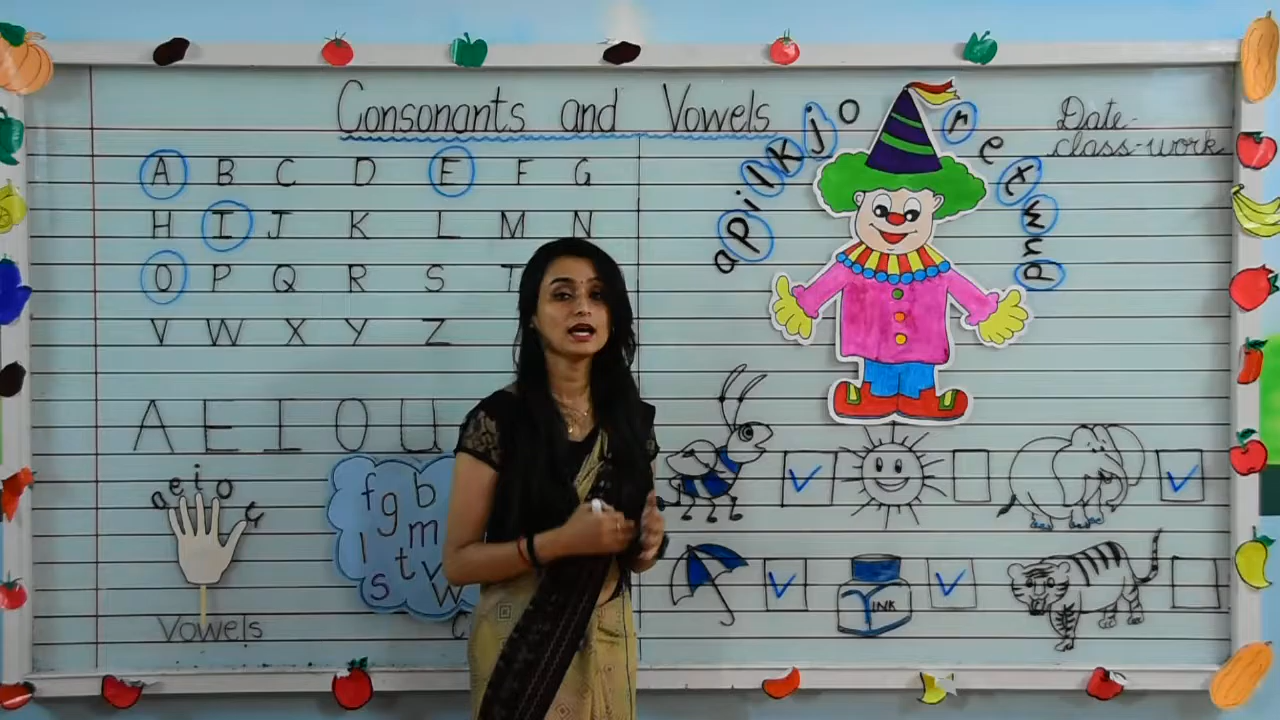 Consonants and Vowels
Date-
class-work
A B C D E F G
H I J K L M N
O P Q R S T
V W X Y Z
A E I O U
a p i l k j o
r e t w u d
a e i o u
Vowels
f g b
l m
s t v w
C
INK